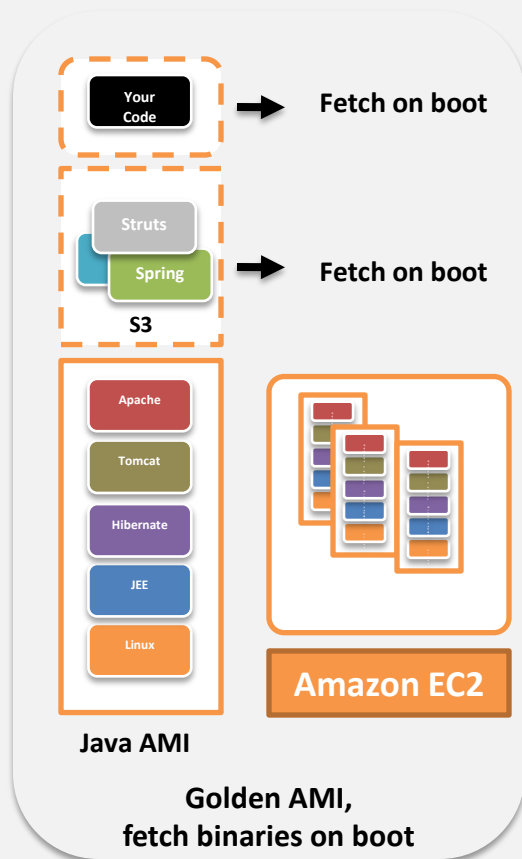 Your
Code
Fetch on boot
Struts
Spring
Fetch on boot
S3
Apache
Tomcat
Hibernate
JEE
Linux
Amazon EC2
Java AMI
Golden AMI,
fetch binaries on boot